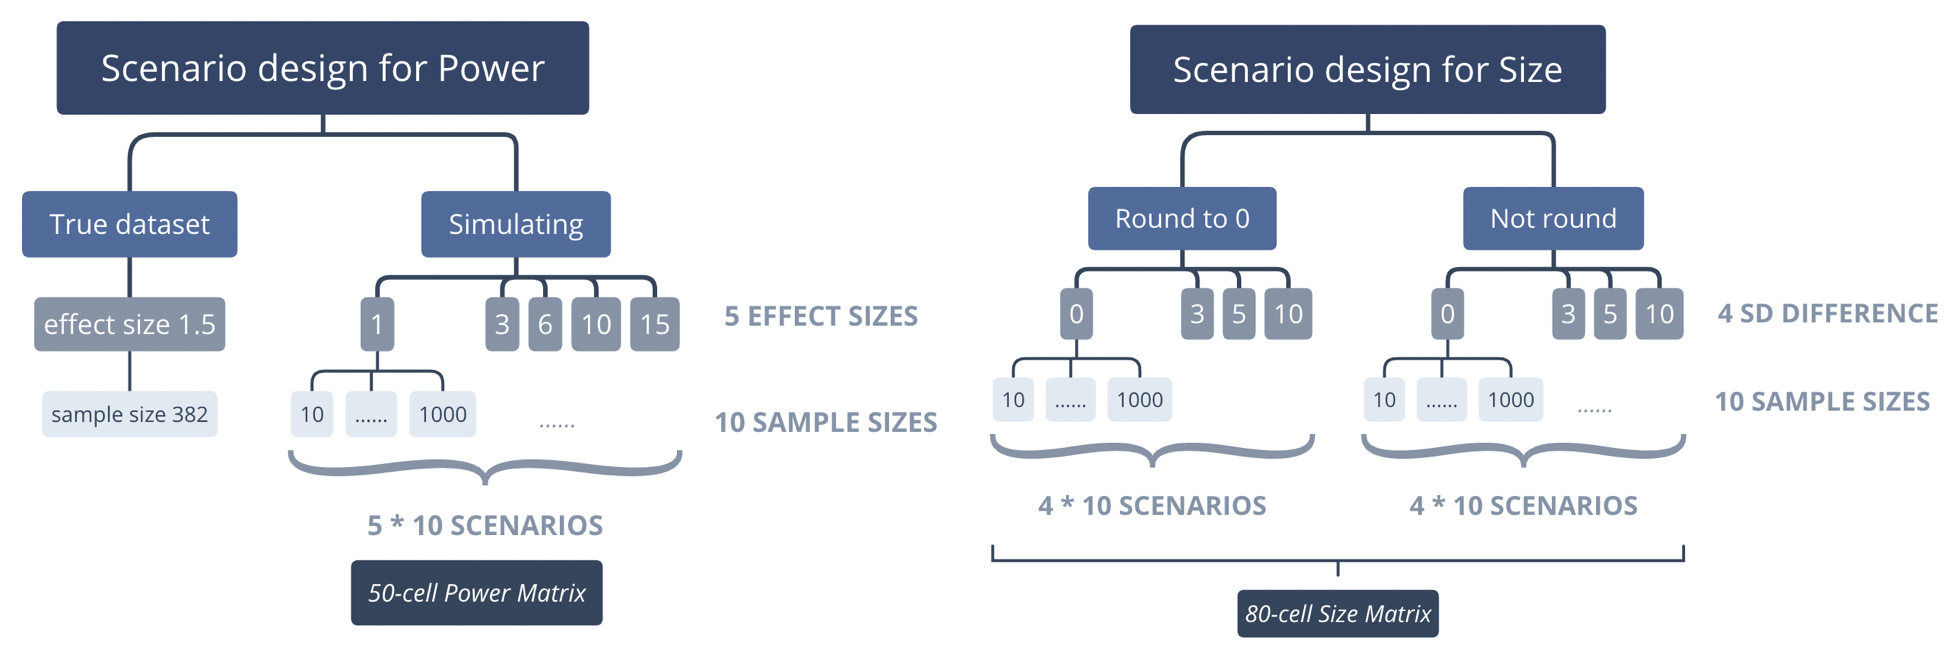 Scenario design for Power
True dataset
Simulating
effect size 1.5
1
3
6
10
15
5 EFFECT SIZES
sample size 382
10
......
1000
......
10 SAMPLE SIZES
5 * 10 SCENARIOS
50-cell Power Matrix
Scenario design for Size
Round to 0
Not round
0
3
5
10
0
3
5
10
4 SD DIFFERENCE
10
......
1000
10
......
1000
......
10 SAMPLE SIZES
4 * 10 SCENARIOS
4 * 10 SCENARIOS
80-cell Size Matrix